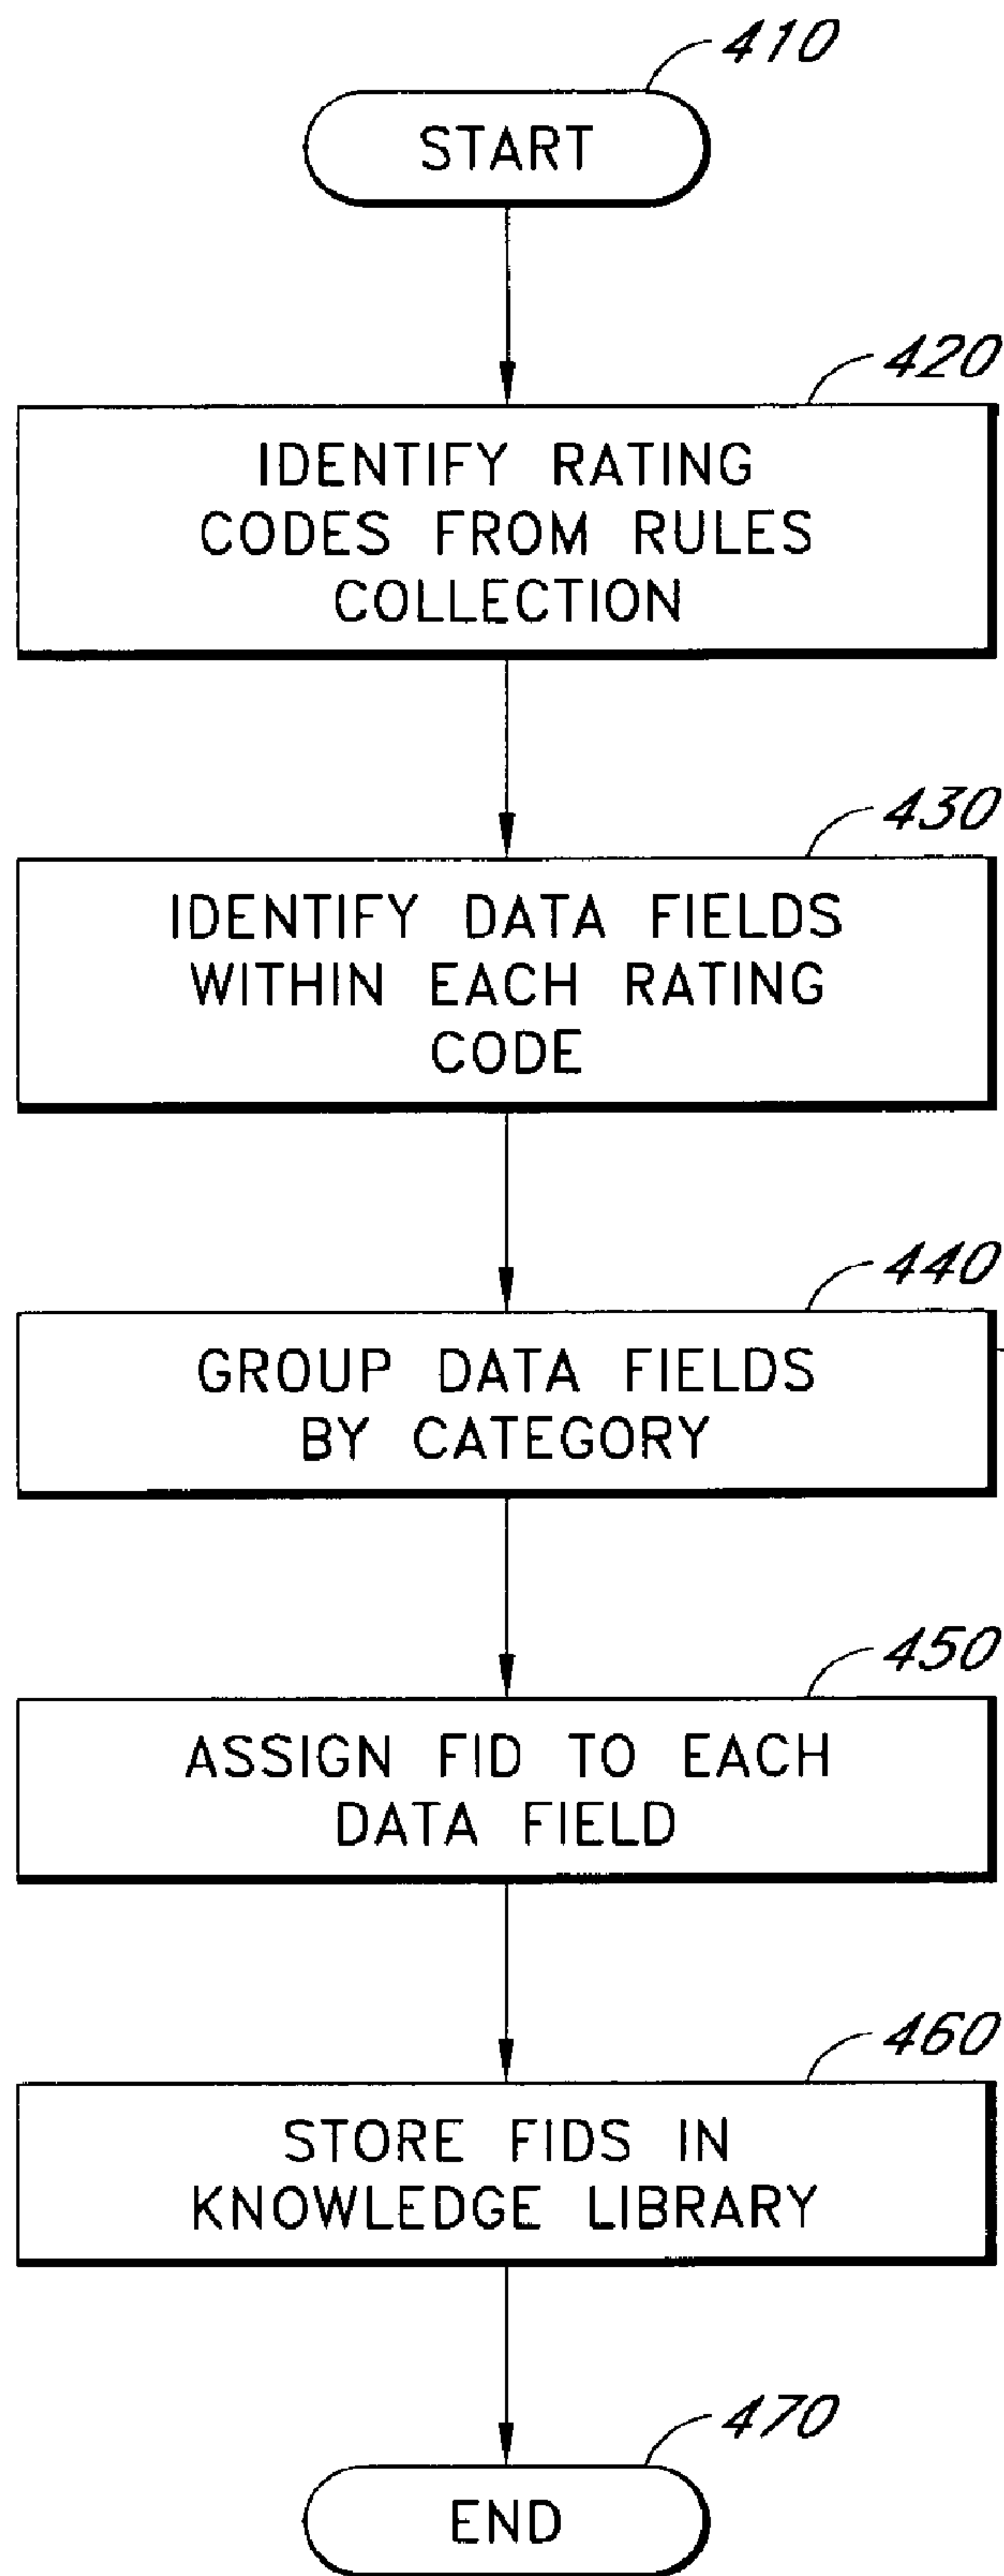 410
START
420
IDENTIFY RATING
CODES FROM RULES
COLLECTION
430
IDENTIFY DATA FIELDS
WITHIN EACH RATING
CODE
440
GROUP DATA FIELDS
BY CATEGORY
450
ASSIGN FID TO EACH
DATA FIELD
460
STORE FIDS IN
KNOWLEDGE LIBRARY
470
END